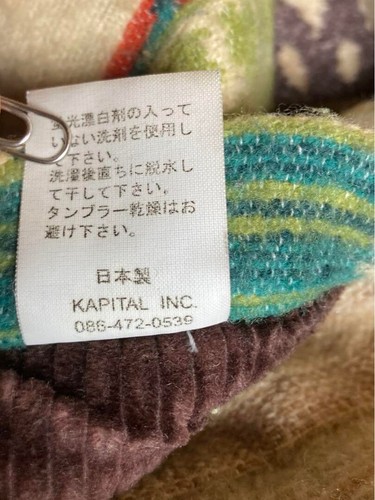 蛍光漂白剤の入って
いない洗剤を使用し
て下さい。
洗濯後直ちに脱水し
て干して下さい。
タンブラー乾燥はお
避け下さい。
日本製
KAPITAL INC.
086-472-0539